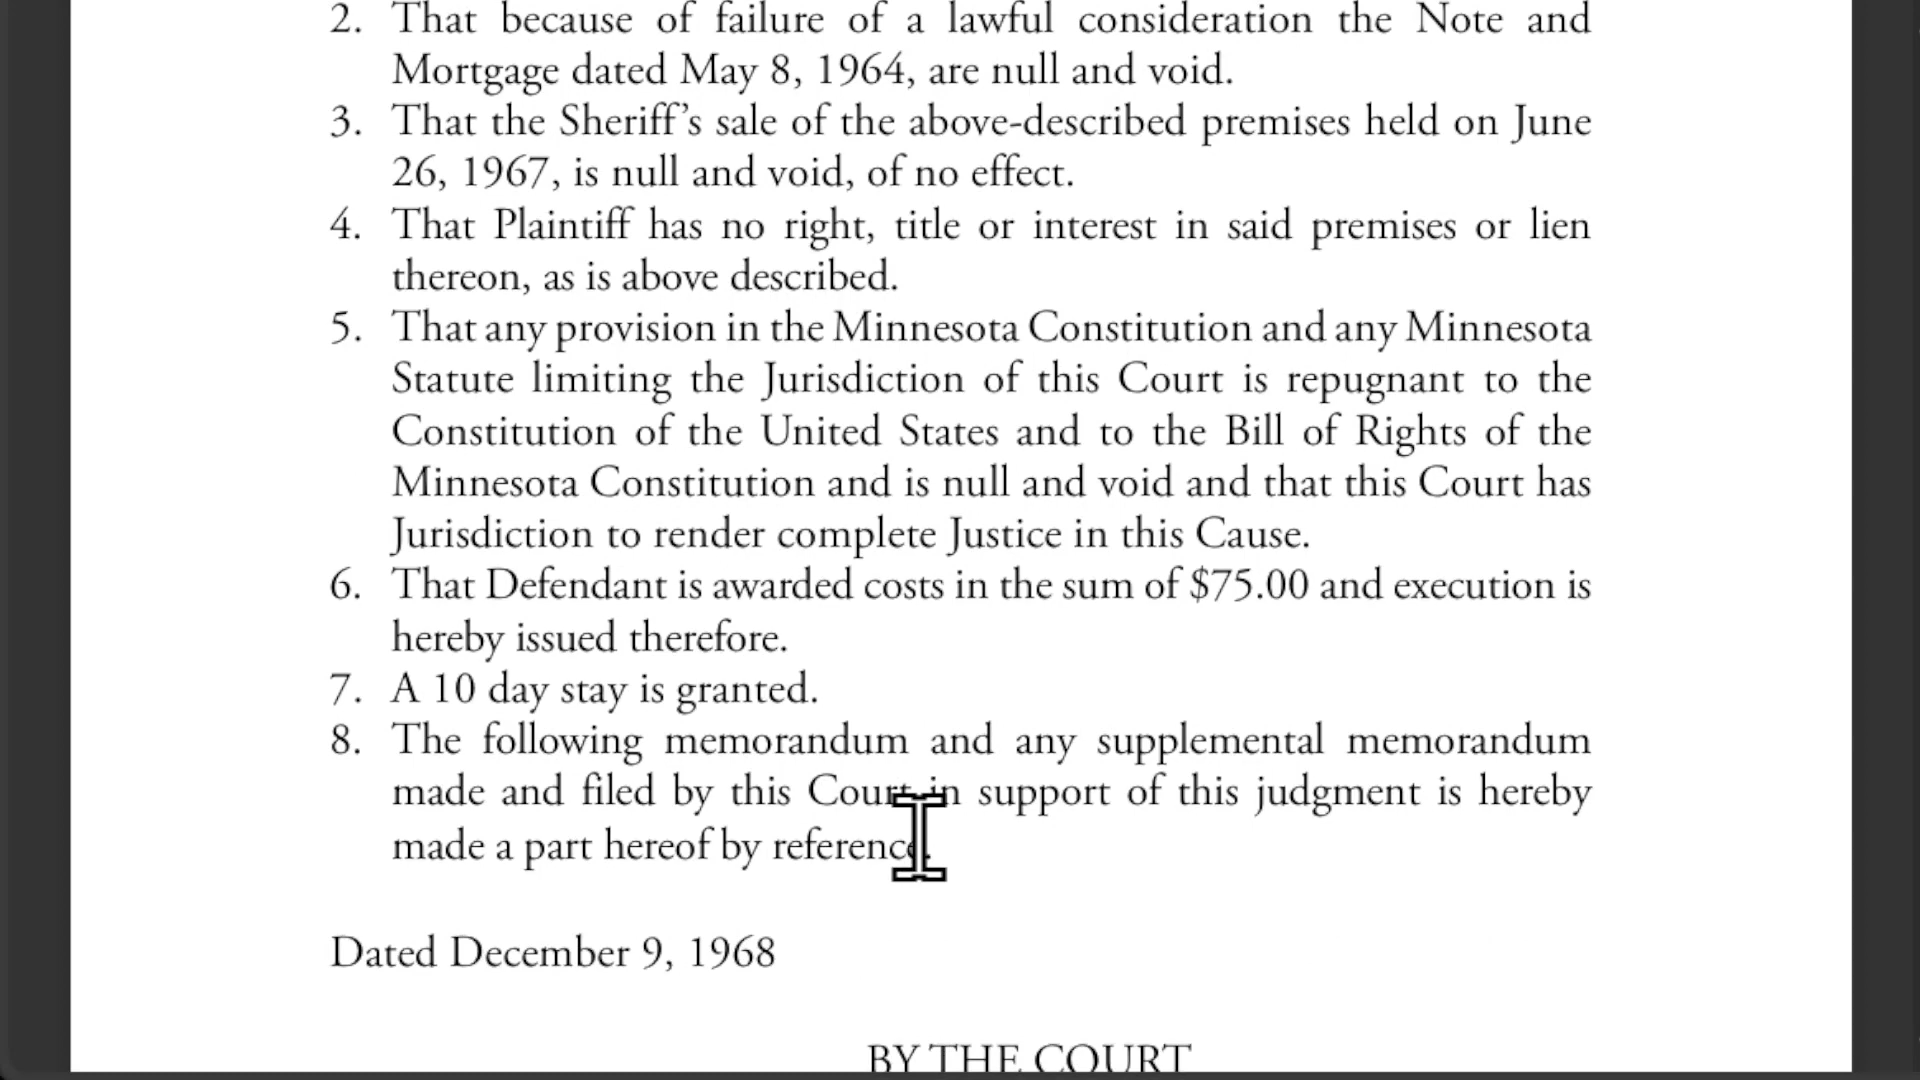 2. That because of failure of a lawful consideration the Note and
Mortgage dated May 8, 1964, are null and void.
3. That the Sheriff’s sale of the above-described premises held on June
26, 1967, is null and void, of no effect.
4. That Plaintiff has no right, title or interest in said premises or lien
thereon, as is above described.
5. That any provision in the Minnesota Constitution and any Minnesota
Statute limiting the Jurisdiction of this Court is repugnant to the
Constitution of the United States and to the Bill of Rights of the
Minnesota Constitution and is null and void and that this Court has
Jurisdiction to render complete Justice in this Cause.
6. That Defendant is awarded costs in the sum of $75.00 and execution is
hereby issued therefore.
7. A 10 day stay is granted.
8. The following memorandum and any supplemental memorandum
made and filed by this Court in support of this judgment is hereby
made a part hereof by reference.
Dated December 9, 1968
BY THE COURT